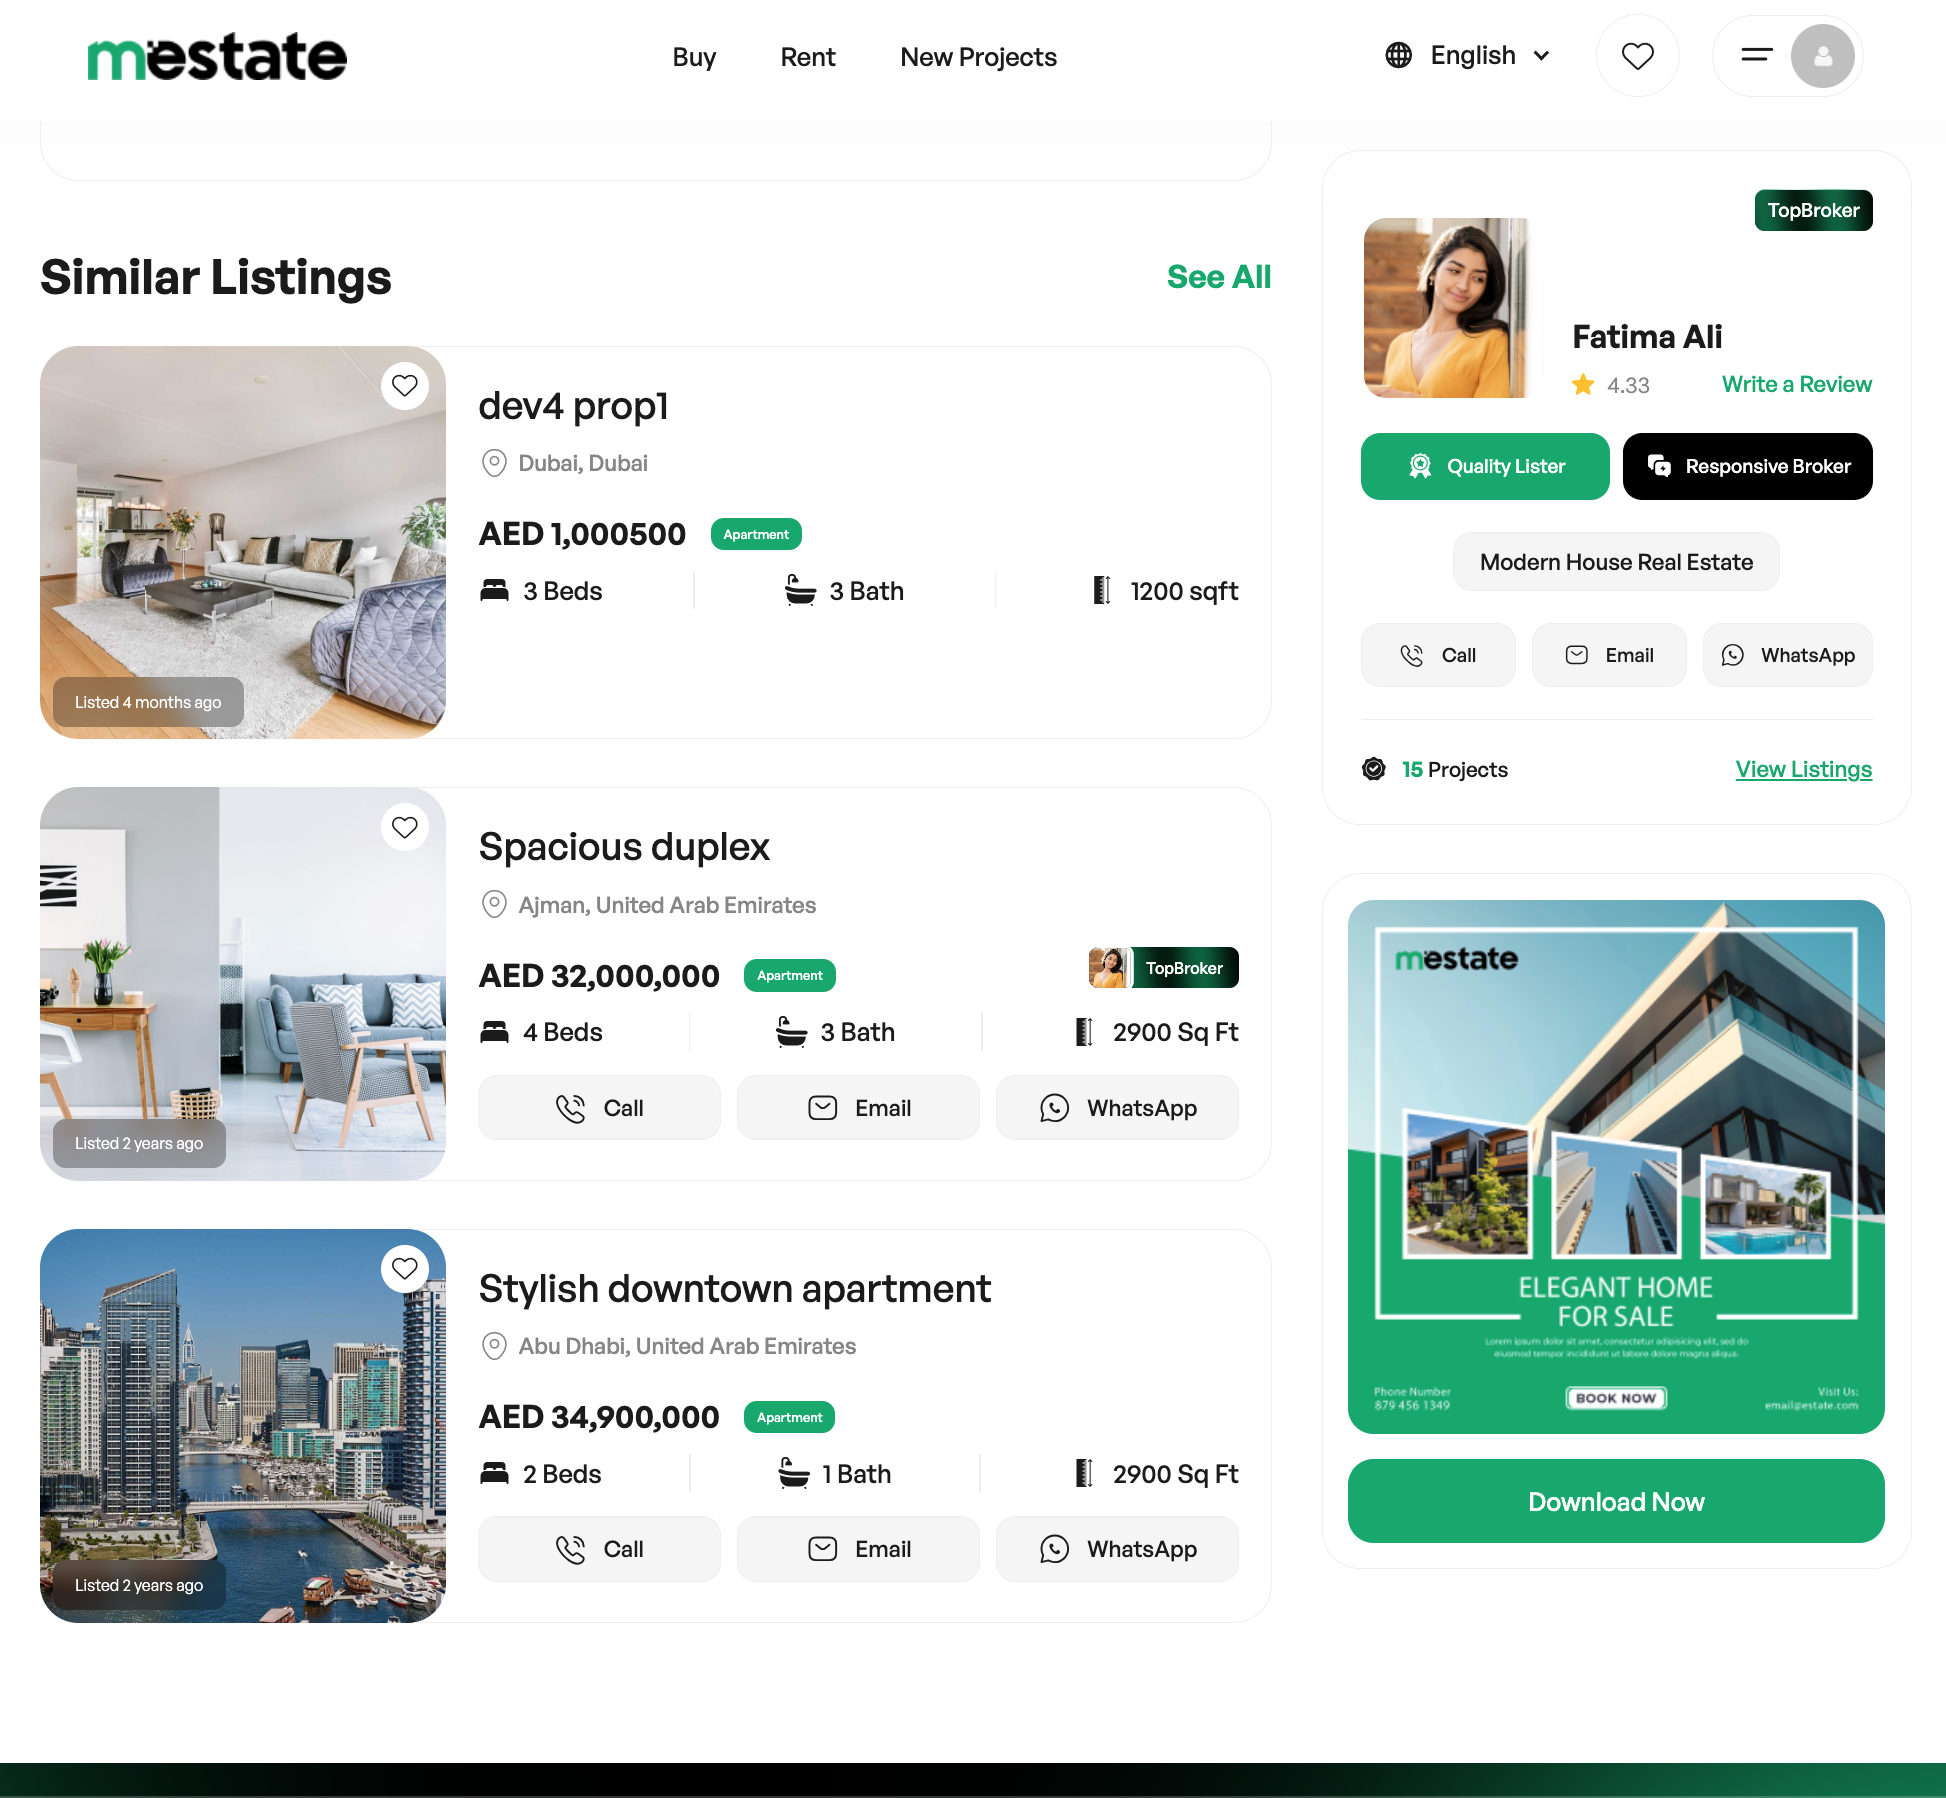 mestate
Buy
Rent
New Projects
English
Similar Listings
See All
dev4 prop1
Dubai, Dubai
AED 1,000500
Apartment
3 Beds
3 Bath
1200 sqft
Listed 4 months ago
Spacious duplex
Ajman, United Arab Emirates
AED 32,000,000
Apartment
TopBroker
4 Beds
3 Bath
2900 Sq Ft
Call
Email
WhatsApp
Listed 2 years ago
Stylish downtown apartment
Abu Dhabi, United Arab Emirates
AED 34,900,000
Apartment
2 Beds
1 Bath
2900 Sq Ft
Call
Email
WhatsApp
Listed 2 years ago
TopBroker
Fatima Ali
4.33
Write a Review
Quality Lister
Responsive Broker
Modern House Real Estate
Call
Email
WhatsApp
15 Projects
View Listings
mestate
ELEGANT HOME
FOR SALE
Lorem ipsum dolor sit amet, consectetur adipisicing elit, sed do
eiusmod tempor incididunt ut labore dolore magna aliqua.
Phone Number
879 456 1349
BOOK NOW
Visit Us:
email@estate.com
Download Now